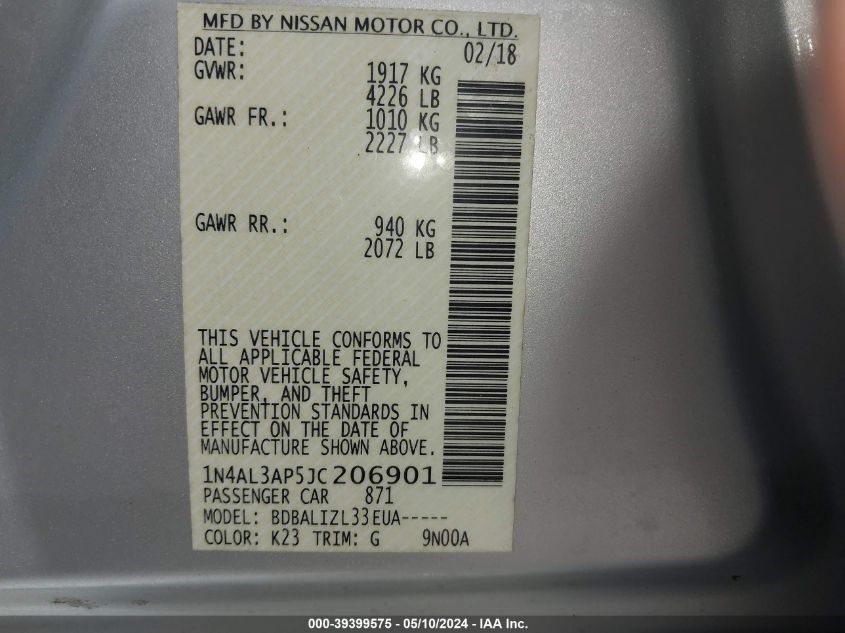 MFD BY NISSAN MOTOR CO., LTD.
DATE: 02/18
GVWR: 1917 KG
4226 LB
GAWR FR.: 1010 KG
2227 LB
GAWR RR.: 940 KG
2072 LB
THIS VEHICLE CONFORMS TO
ALL APPLICABLE FEDERAL
MOTOR VEHICLE SAFETY,
BUMPER, AND THEFT
PREVENTION STANDARDS IN
EFFECT ON THE DATE OF
MANUFACTURE SHOWN ABOVE.
1N4AL3AP5JC206901
PASSENGER CAR 871
MODEL: BDBALIZL33EUA-----
COLOR: K23 TRIM: G 9N00A
000-39399575 - 05/10/2024 - IAA Inc.